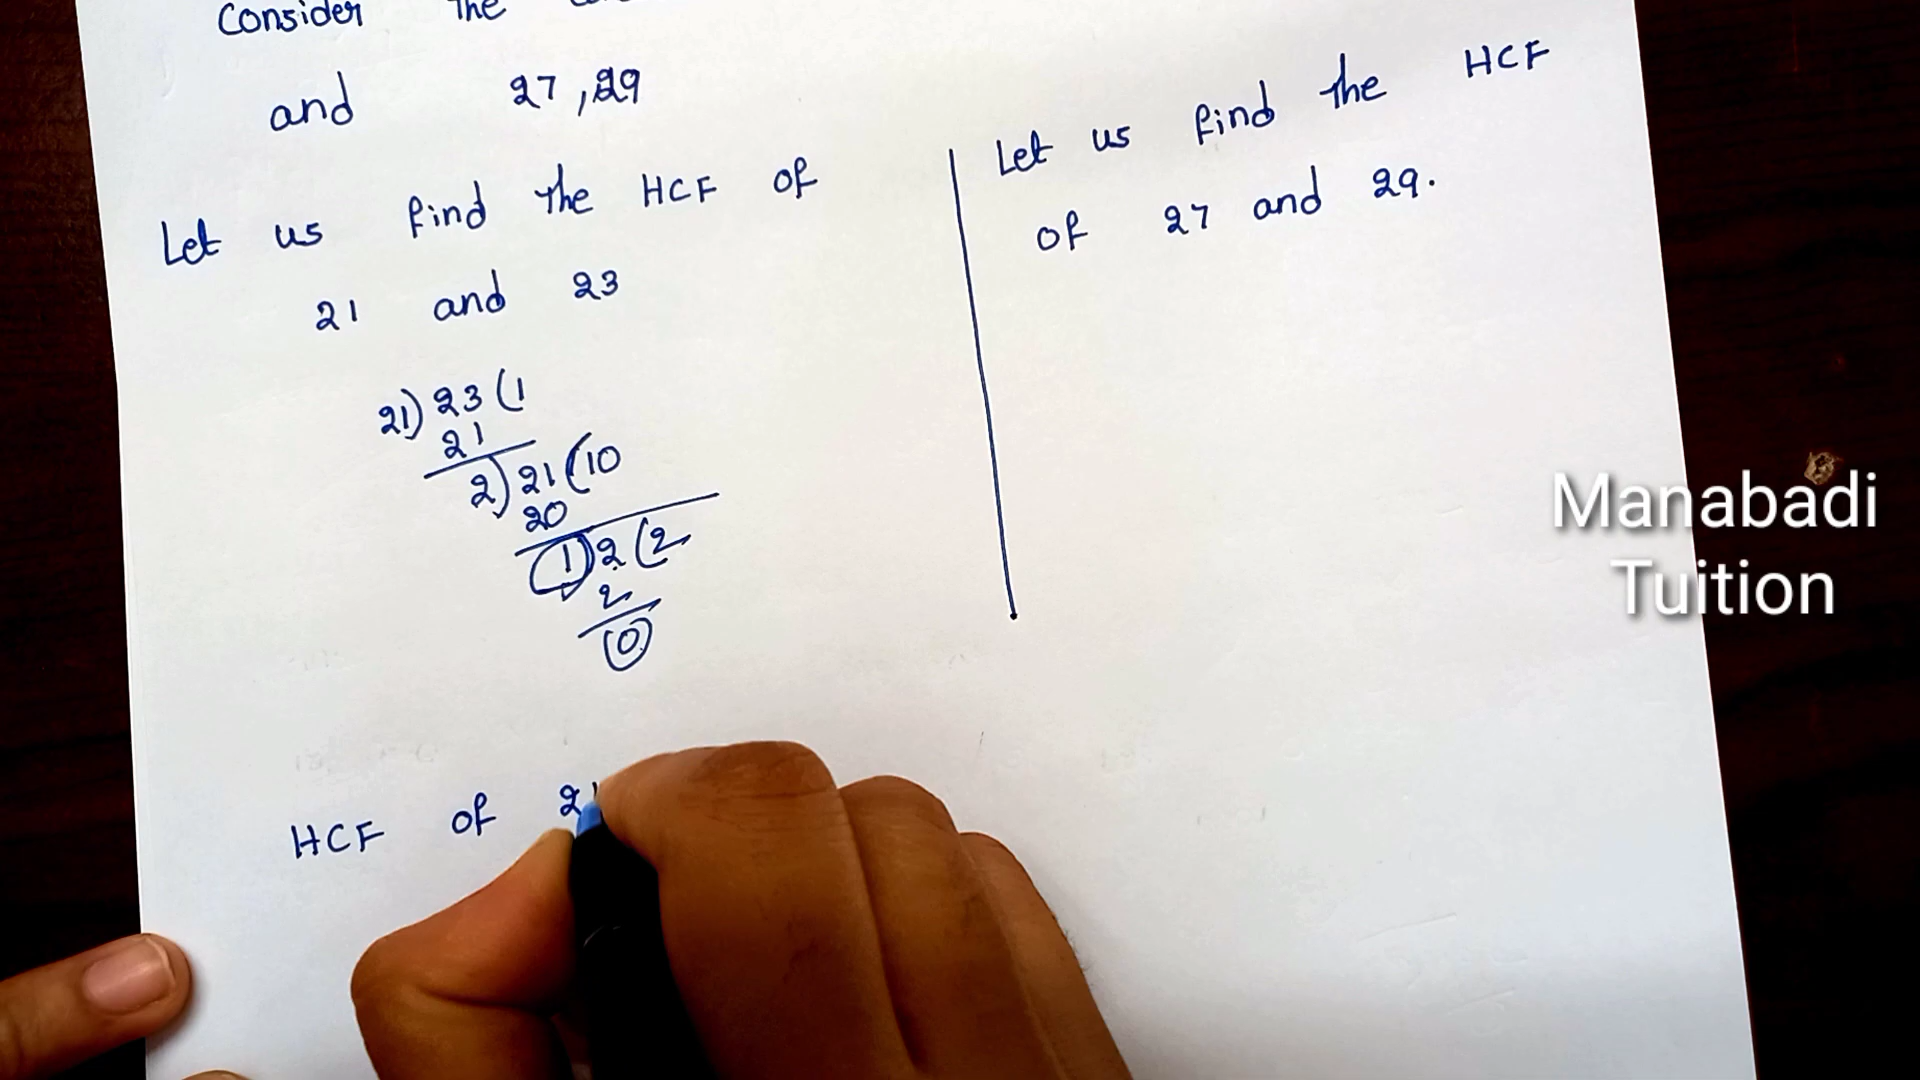 Consider the
and 27, 29
Let us find the HCF of
21 and 23
21) 23 (1
21
2) 21 (10
20
1) 2 (2
2
0
HCF of 21
Let us find the HCF
of 27 and 29.
Manabadi
Tuition